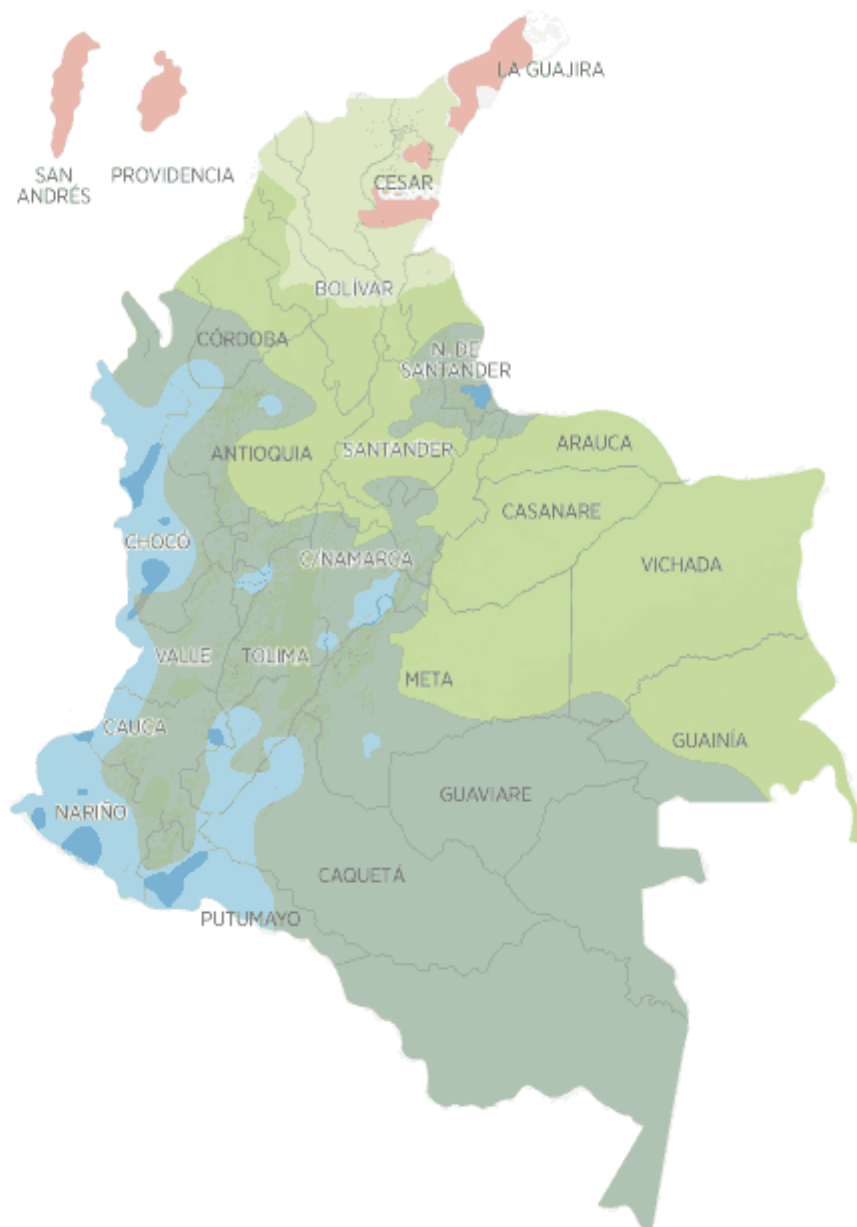 LA GUAJIRA
SAN
ANDRÉS
PROVIDENCIA
CESAR
BOLÍVAR
CÓRDOBA
N. DE
SANTANDER
ANTIOQUIA
SANTANDER
ARAUCA
CASANARE
CHOCÓ
C/NAMARCA
VICHADA
VALLE
TOLIMA
META
CAUCA
GUAINÍA
GUAVIARE
NARIÑO
CAQUETÁ
PUTUMAYO